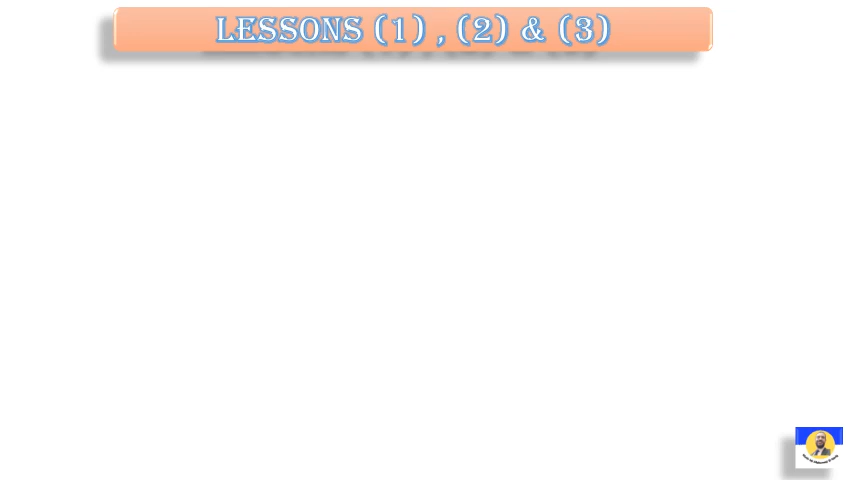 LESSONS (1) , (2) & (3)